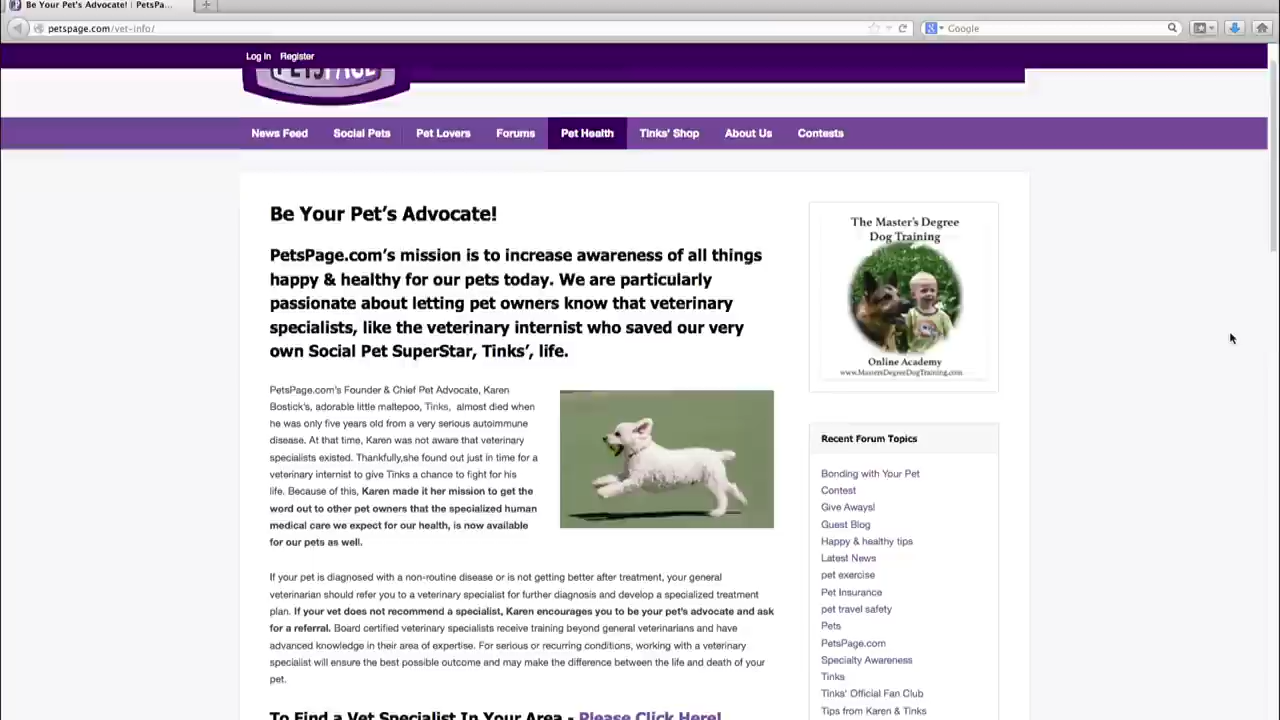 Be Your Pet's Advocate! | PetsPa...
petspage.com/vet-info/
Google
Log In Register
PETSPAGE
News Feed Social Pets Pet Lovers Forums Pet Health Tinks' Shop About Us Contests
Be Your Pet's Advocate!
PetsPage.com's mission is to increase awareness of all things
happy & healthy for our pets today. We are particularly
passionate about letting pet owners know that veterinary
specialists, like the veterinary internist who saved our very
own Social Pet SuperStar, Tinks', life.
PetsPage.com's Founder & Chief Pet Advocate, Karen
Bostick's, adorable little maltepoo, Tinks, almost died when
he was only five years old from a very serious autoimmune
disease. At that time, Karen was not aware that veterinary
specialists existed. Thankfully,she found out just in time for a
veterinary internist to give Tinks a chance to fight for his
life. Because of this, Karen made it her mission to get the
word out to other pet owners that the specialized human
medical care we expect for our health, is now available
for our pets as well.
If your pet is diagnosed with a non-routine disease or is not getting better after treatment, your general
veterinarian should refer you to a veterinary specialist for further diagnosis and develop a specialized treatment
plan. If your vet does not recommend a specialist, Karen encourages you to be your pet's advocate and ask
for a referral. Board certified veterinary specialists receive training beyond general veterinarians and have
advanced knowledge in their area of expertise. For serious or recurring conditions, working with a veterinary
specialist will ensure the best possible outcome and may make the difference between the life and death of your
pet.
To Find a Vet Specialist In Your Area - Please Click Here!
The Master's Degree
Dog Training
Online Academy
www.MastersDegreeDogTraining.com
Recent Forum Topics
Bonding with Your Pet
Contest
Give Aways!
Guest Blog
Happy & healthy tips
Latest News
pet exercise
Pet Insurance
pet travel safety
Pets
PetsPage.com
Specialty Awareness
Tinks
Tinks' Official Fan Club
Tips from Karen & Tinks